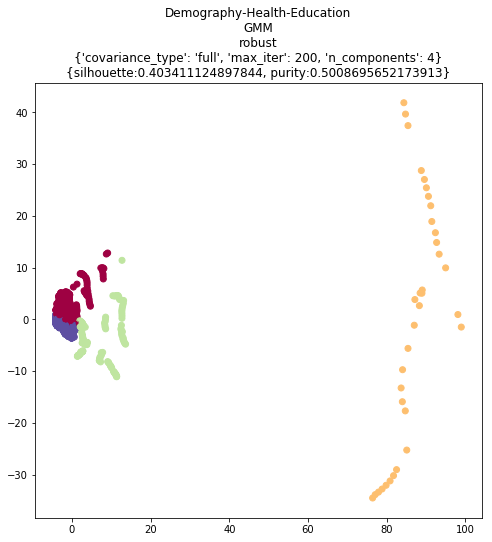 Demography-Health-Education
GMM
robust
{'covariance_type': 'full', 'max_iter': 200, 'n_components': 4}
{silhouette:0.403411124897844, purity:0.5008695652173913}
40
30
20
10
0
−10
−20
−30
0 20 40 60 80 100